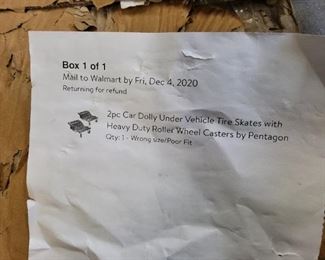 Box 1 of 1
Mail to Walmart by Fri, Dec 4, 2020
Returning for refund
2pc Car Dolly Under Vehicle Tire Skates with
Heavy Duty Roller Wheel Casters by Pentagon
Qty: 1 - Wrong size/Poor Fit